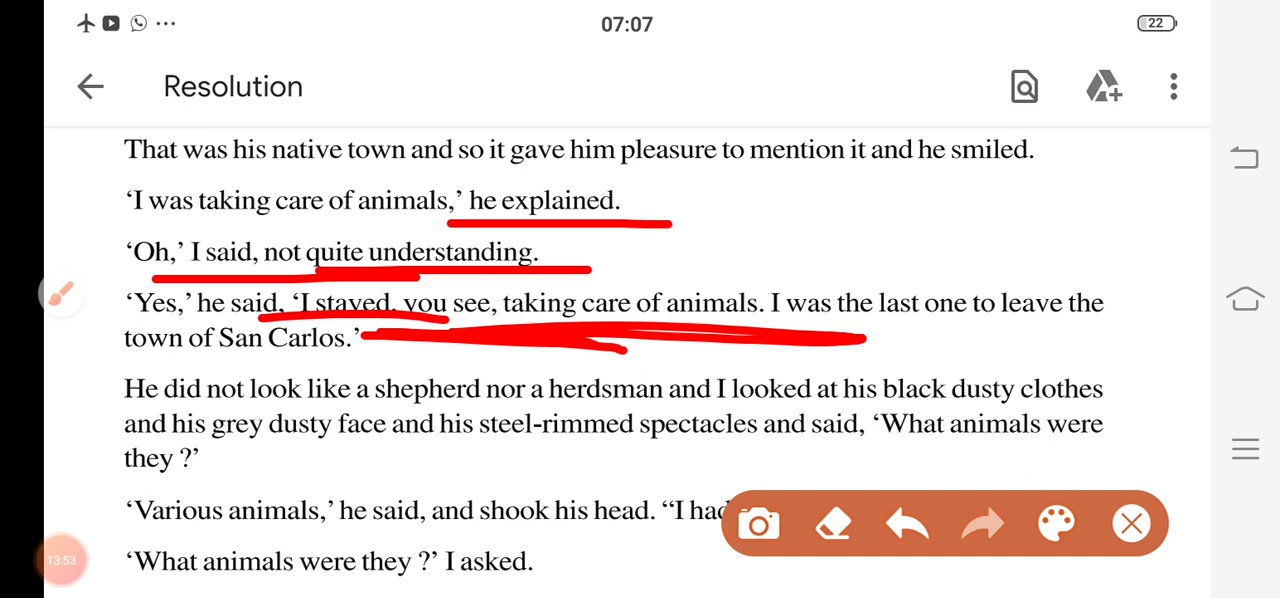 07:07
22
Resolution
That was his native town and so it gave him pleasure to mention it and he smiled.
‘I was taking care of animals,’ he explained.
‘Oh,’ I said, not quite understanding.
‘Yes,’ he said, ‘I stayed, you see, taking care of animals. I was the last one to leave the
town of San Carlos.’
He did not look like a shepherd nor a herdsman and I looked at his black dusty clothes
and his grey dusty face and his steel-rimmed spectacles and said, ‘What animals were
they ?’
‘Various animals,’ he said, and shook his head. “I had
‘What animals were they ?’ I asked.
13:53